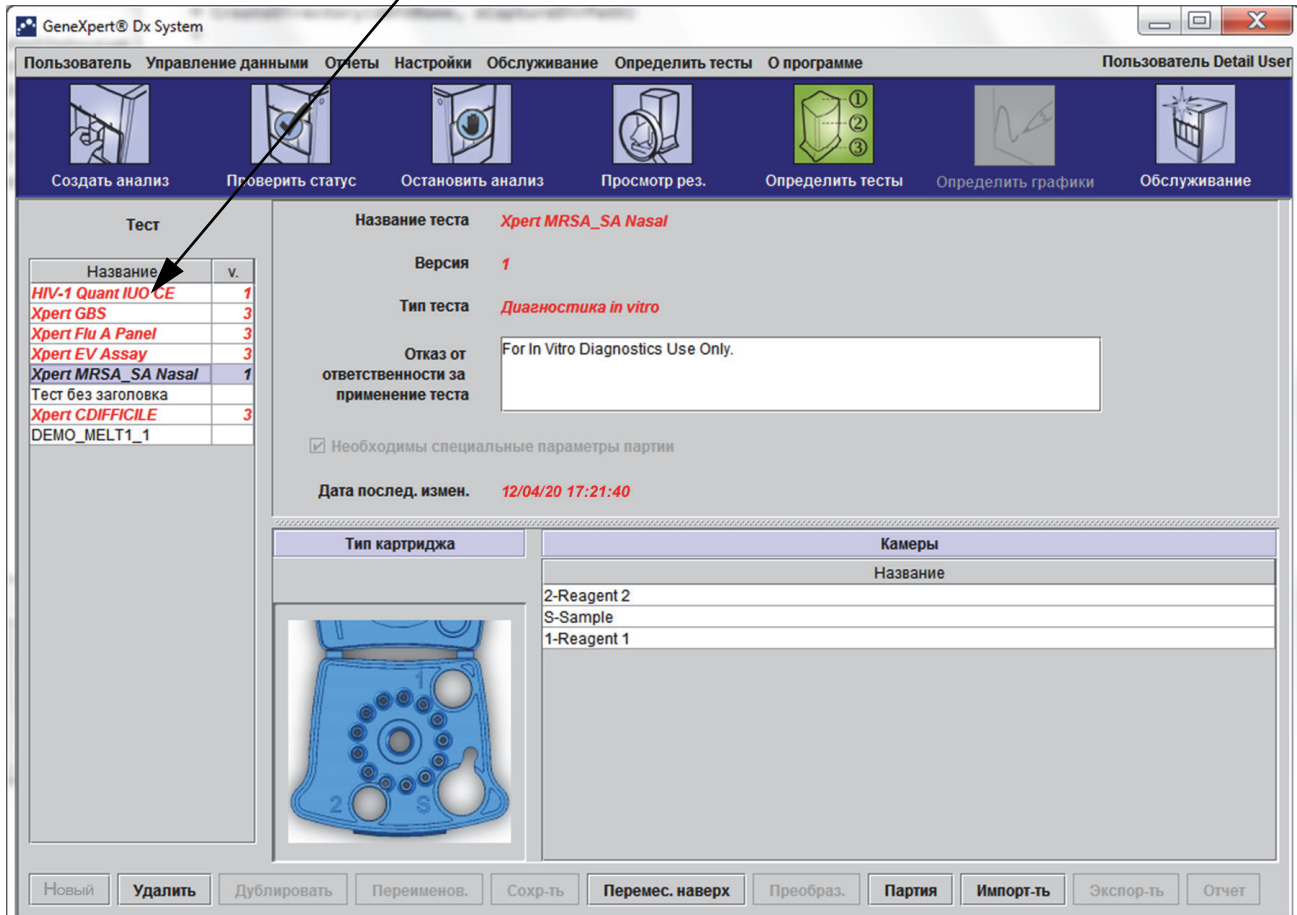 GeneXpert® Dx System
Пользователь Управление данными Отчеты Настройки Обслуживание Определить тесты О программе Пользователь Detail User
Создать анализ Проверить статус Остановить анализ Просмотр рез. Определить тесты Определить графики Обслуживание
1
2
3
Тест
Название v.
HIV-1 Quant IUO CE 1
Xpert GBS 3
Xpert Flu A Panel 3
Xpert EV Assay 3
Xpert MRSA_SA Nasal 1
Тест без заголовка
Xpert CDIFFICILE 3
DEMO_MELT1_1
Название теста Xpert MRSA_SA Nasal
Версия 1
Тип теста Диагностика in vitro
Отказ от
ответственности за
применение теста
For In Vitro Diagnostics Use Only.
Необходимы специальные параметры партии
Дата послед. измен. 12/04/20 17:21:40
Тип картриджа
1
2 S
Камеры
Название
2-Reagent 2
S-Sample
1-Reagent 1
Новый Удалить Дублировать Переименов. Сохр-ть Перемес. наверх Преобраз. Партия Импорт-ть Экспор-ть Отчет